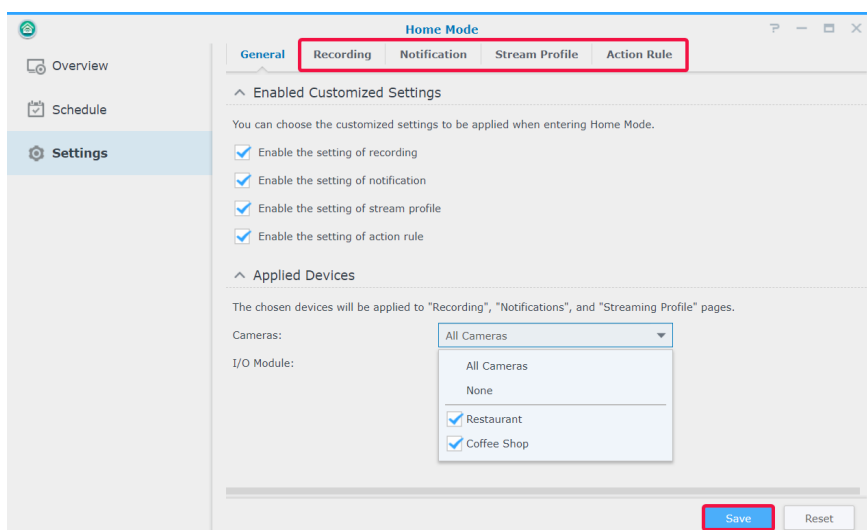 Home Mode
?
Overview
Schedule
Settings
General Recording Notification Stream Profile Action Rule
Enabled Customized Settings
You can choose the customized settings to be applied when entering Home Mode.
Enable the setting of recording
Enable the setting of notification
Enable the setting of stream profile
Enable the setting of action rule
Applied Devices
The chosen devices will be applied to "Recording", "Notifications", and "Streaming Profile" pages.
Cameras: All Cameras
I/O Module:
All Cameras
None
Restaurant
Coffee Shop
Save Reset